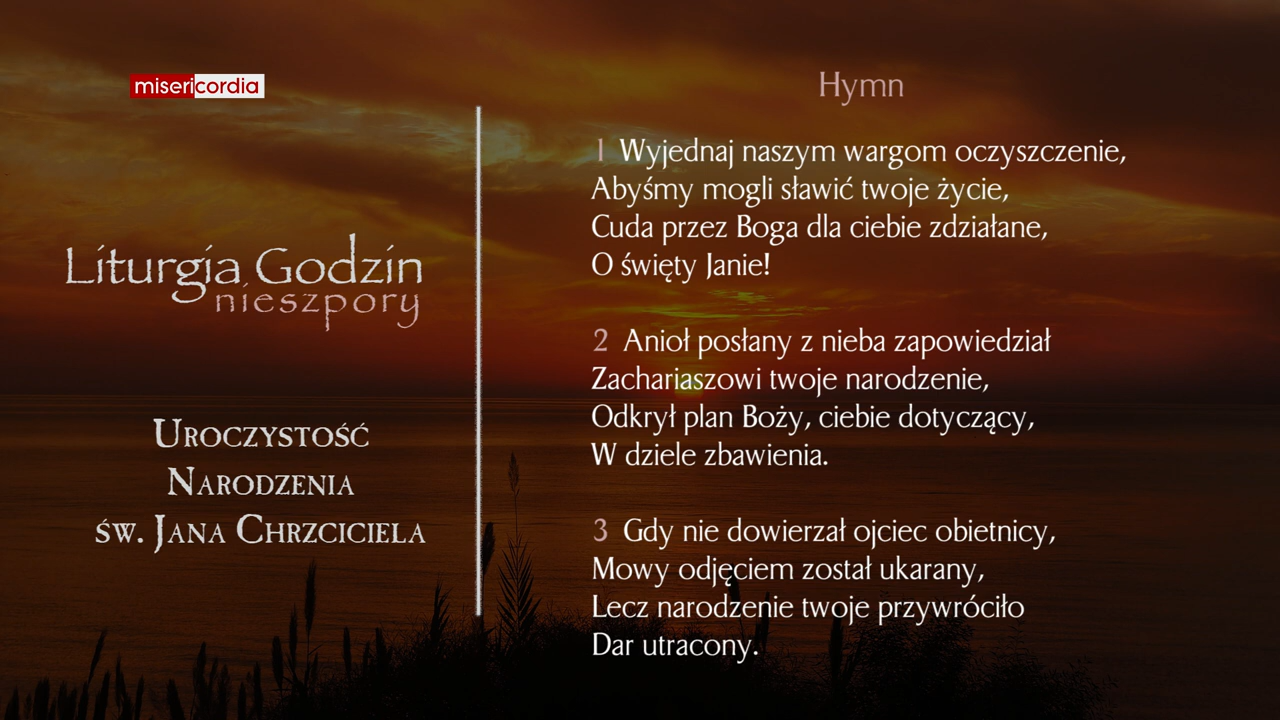 misericordia
Liturgia Godzin
nieszpory
Uroczystość
Narodzenia
św. Jana Chrzciciela
Hymn
1 Wyjednaj naszym wargom oczyszczenie,
Abyśmy mogli sławić twoje życie,
Cuda przez Boga dla ciebie zdziałane,
O święty Janie!
2 Anioł posłany z nieba zapowiedział
Zachariaszowi twoje narodzenie,
Odkrył plan Boży, ciebie dotyczący,
W dziele zbawienia.
3 Gdy nie dowierzał ojciec obietnicy,
Mowy odjęciem został ukarany,
Lecz narodzenie twoje przywróciło
Dar utracony.